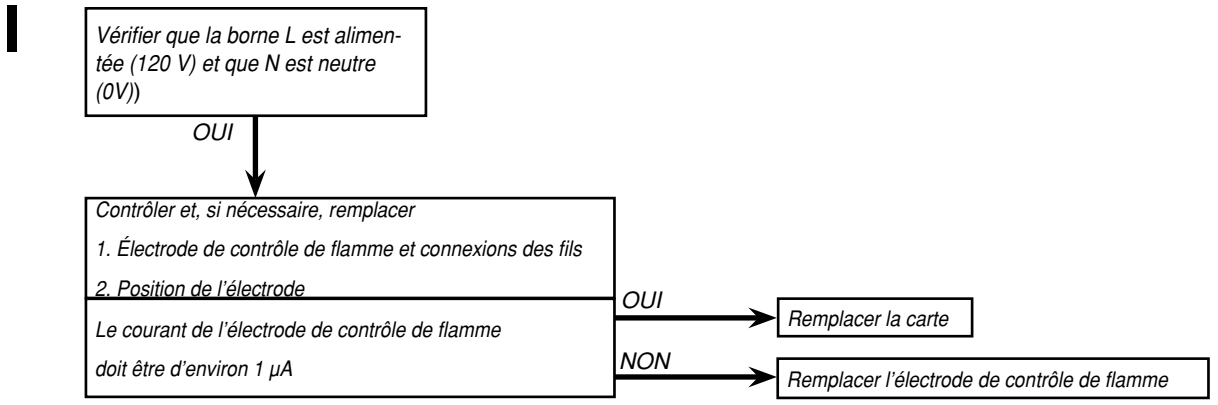 Vérifier que la borne L est alimen-
tée (120 V) et que N est neutre
(0V))
OUI
Contrôler et, si nécessaire, remplacer
1. Électrode de contrôle de flamme et connexions des fils
2. Position de l'électrode
Le courant de l'électrode de contrôle de flamme
doit être d'environ 1 µA
OUI
Remplacer la carte
NON
Remplacer l'électrode de contrôle de flamme